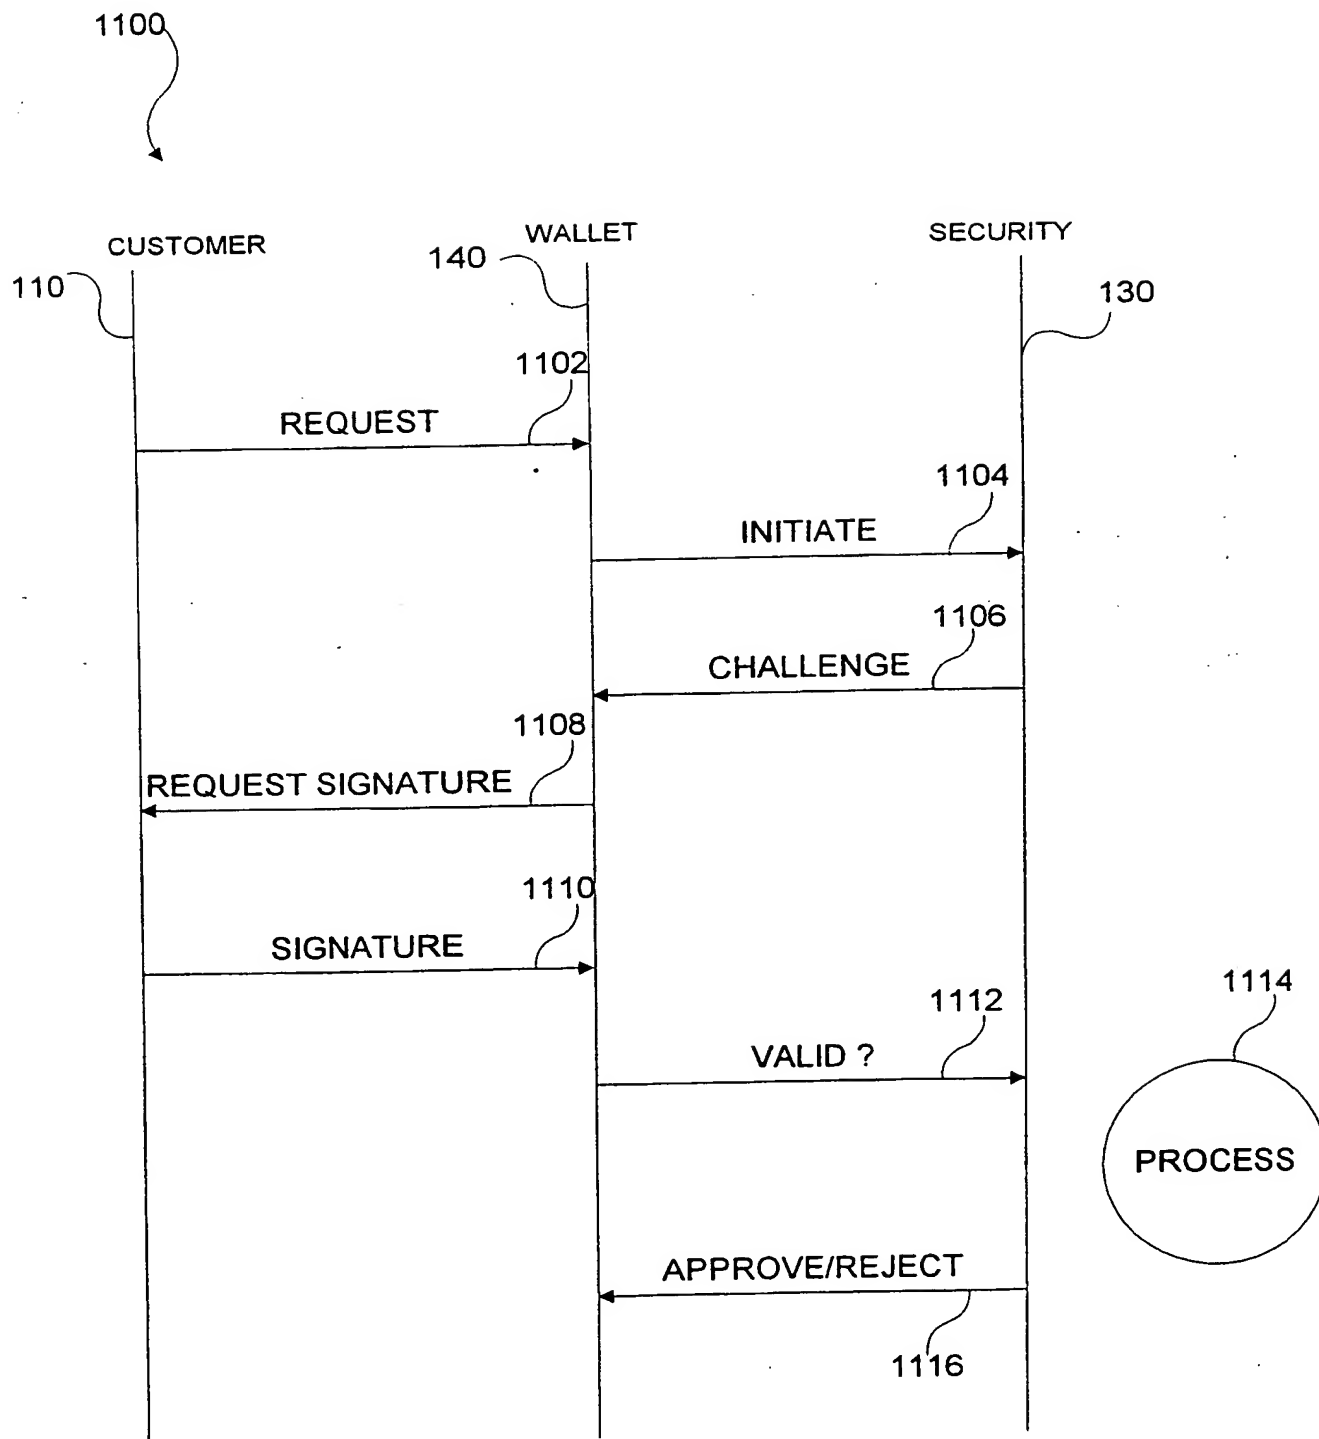 1100
CUSTOMER
WALLET
SECURITY
110
140
130
1102
REQUEST
1104
INITIATE
1106
CHALLENGE
1108
REQUEST SIGNATURE
1110
SIGNATURE
1112
VALID ?
1114
PROCESS
APPROVE/REJECT
1116